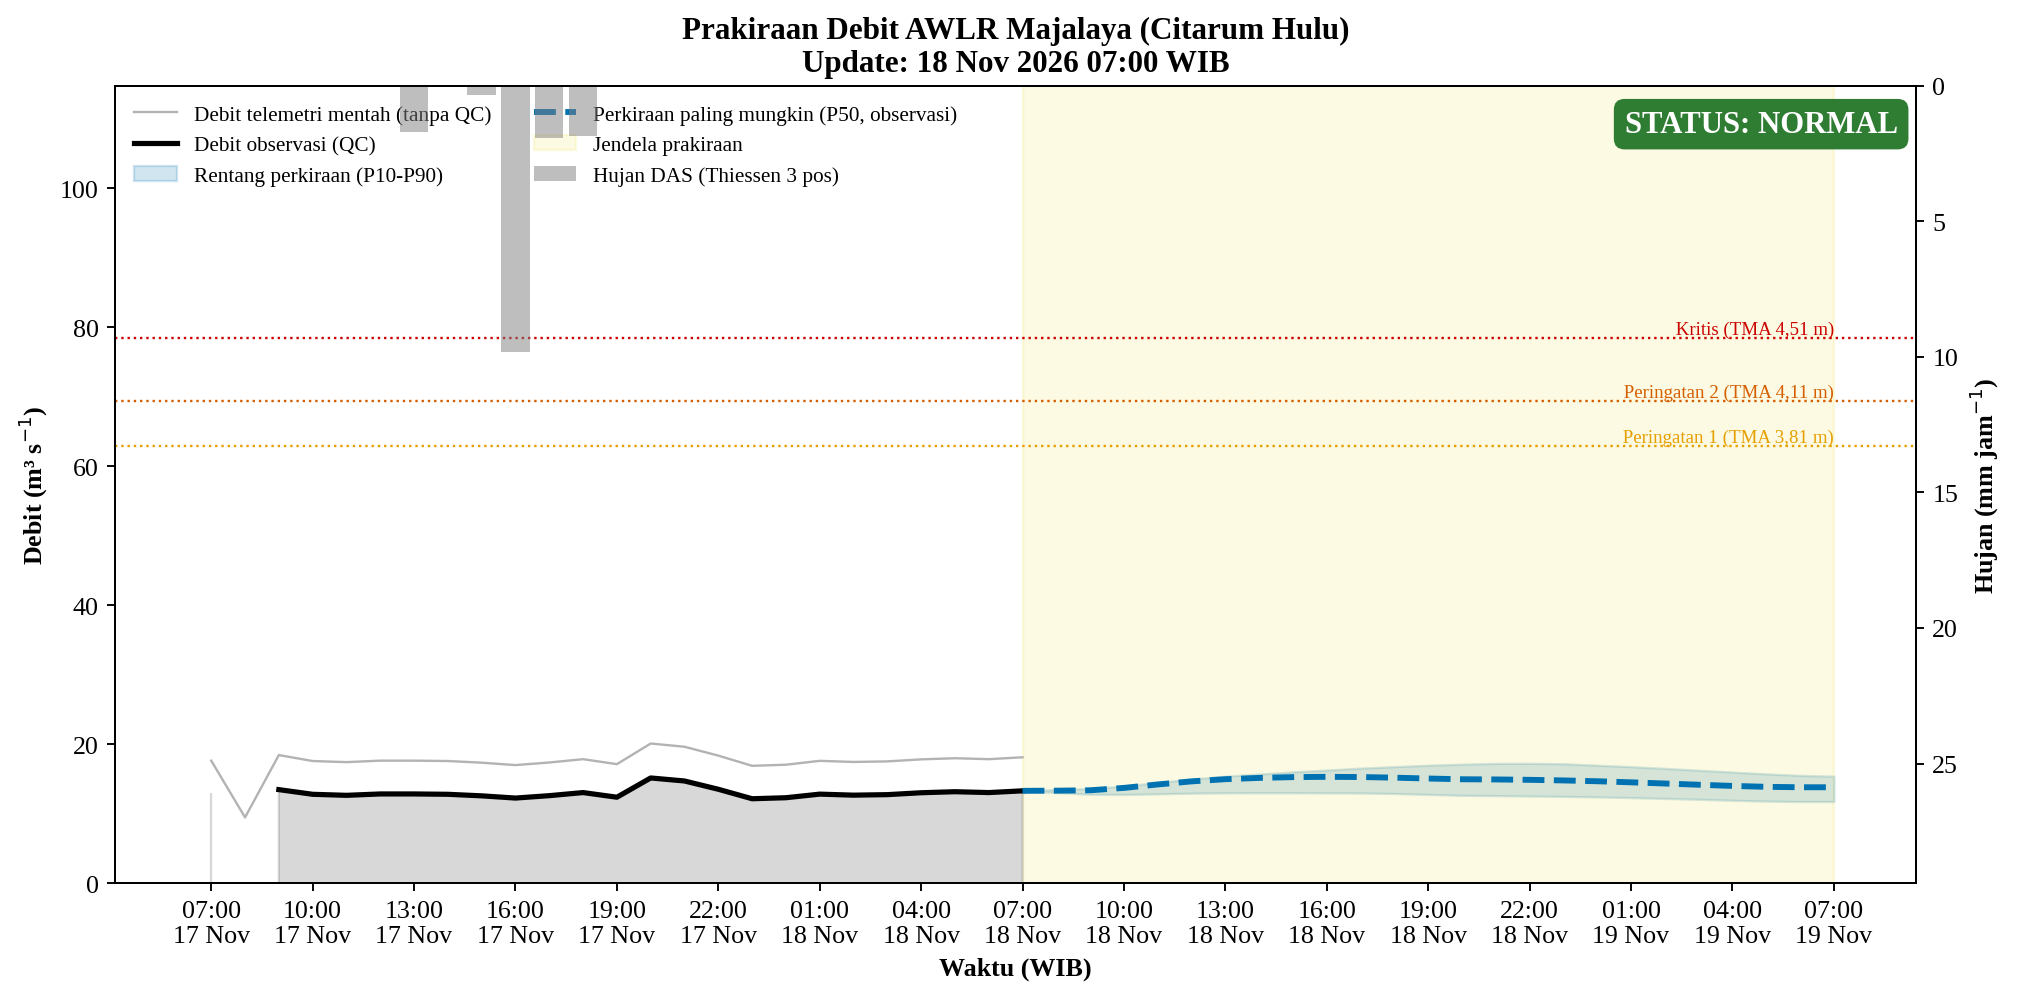 Prakiraan Debit AWLR Majalaya (Citarum Hulu)
Update: 18 Nov 2026 07:00 WIB
Debit telemetri mentah (tanpa QC)
Debit observasi (QC)
Rentang perkiraan (P10-P90)
Perkiraan paling mungkin (P50, observasi)
Jendela prakiraan
Hujan DAS (Thiessen 3 pos)
STATUS: NORMAL
Kritis (TMA 4,51 m)
Peringatan 2 (TMA 4,11 m)
Peringatan 1 (TMA 3,81 m)
Debit (m³ s⁻¹)
100
80
60
40
20
0
Hujan (mm jam⁻¹)
0
5
10
15
20
25
07:00 10:00 13:00 16:00 19:00 22:00 01:00 04:00 07:00 10:00 13:00 16:00 19:00 22:00 01:00 04:00 07:00
17 Nov 17 Nov 17 Nov 17 Nov 17 Nov 17 Nov 18 Nov 18 Nov 18 Nov 18 Nov 18 Nov 18 Nov 18 Nov 18 Nov 19 Nov 19 Nov 19 Nov
Waktu (WIB)